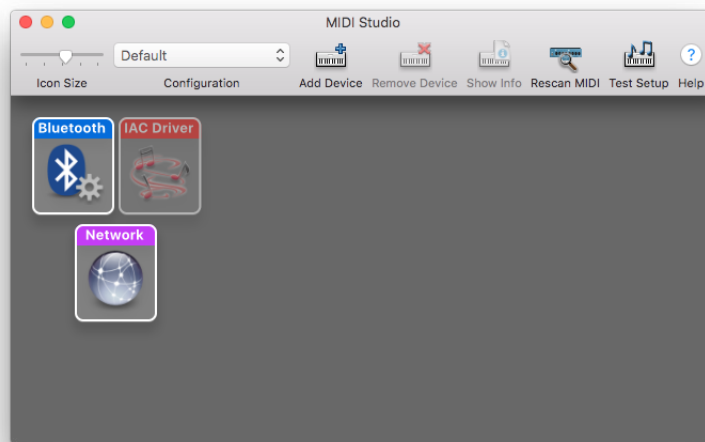 MIDI Studio
Default
Icon Size Configuration Add Device Remove Device Show Info Rescan MIDI Test Setup Help
?
Bluetooth IAC Driver
Network